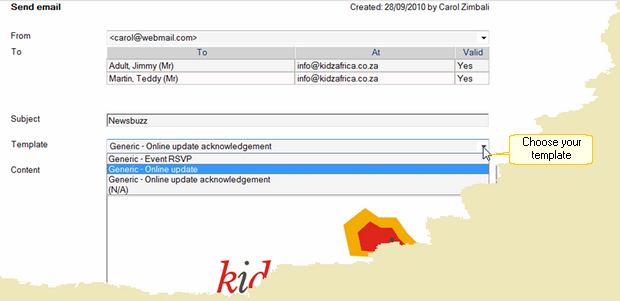 Send email
Created: 28/09/2010 by Carol Zimbali
From
<carol@webmail.com>
To
To At Valid
Adult, Jimmy (Mr) info@kidzafrica.co.za Yes
Martin, Teddy (Mr) info@kidzafrica.co.za Yes
Subject
Newsbuzz
Template
Generic - Online update acknowledgement
Choose your
template
Generic - Event RSVP
Content
Generic - Online update
Generic - Online update acknowledgement
(N/A)
kid